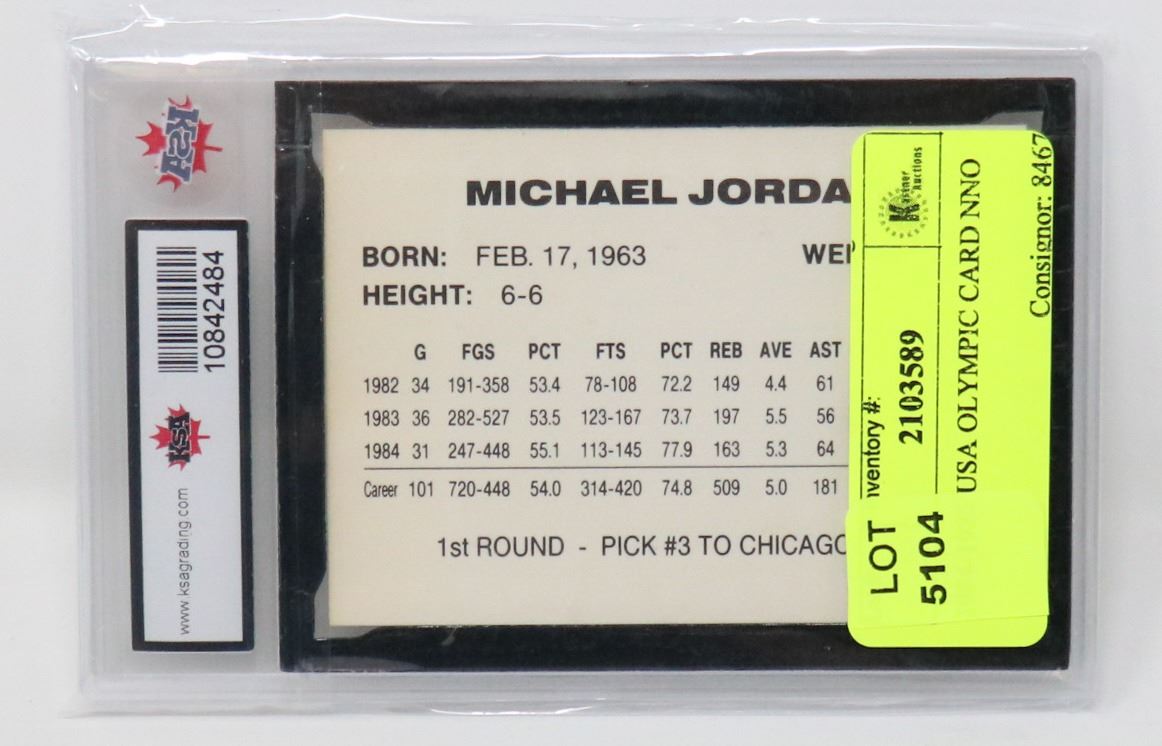 KSA
10842484
KSA
www.ksagrading.com
MICHAEL JORDA
BORN: FEB. 17, 1963 WEI
HEIGHT: 6-6
G FGS PCT FTS PCT REB AVE AST
1982 34 191-358 53.4 78-108 72.2 149 4.4 61
1983 36 282-527 53.5 123-167 73.7 197 5.5 56
1984 31 247-448 55.1 113-145 77.9 163 5.3 64
Career 101 720-448 54.0 314-420 74.8 509 5.0 181
1st ROUND - PICK #3 TO CHICAGO
Kastner
Auctions
nventory #:
2103589
USA OLYMPIC CARD NNO
Consignor: 8467
LOT
5104